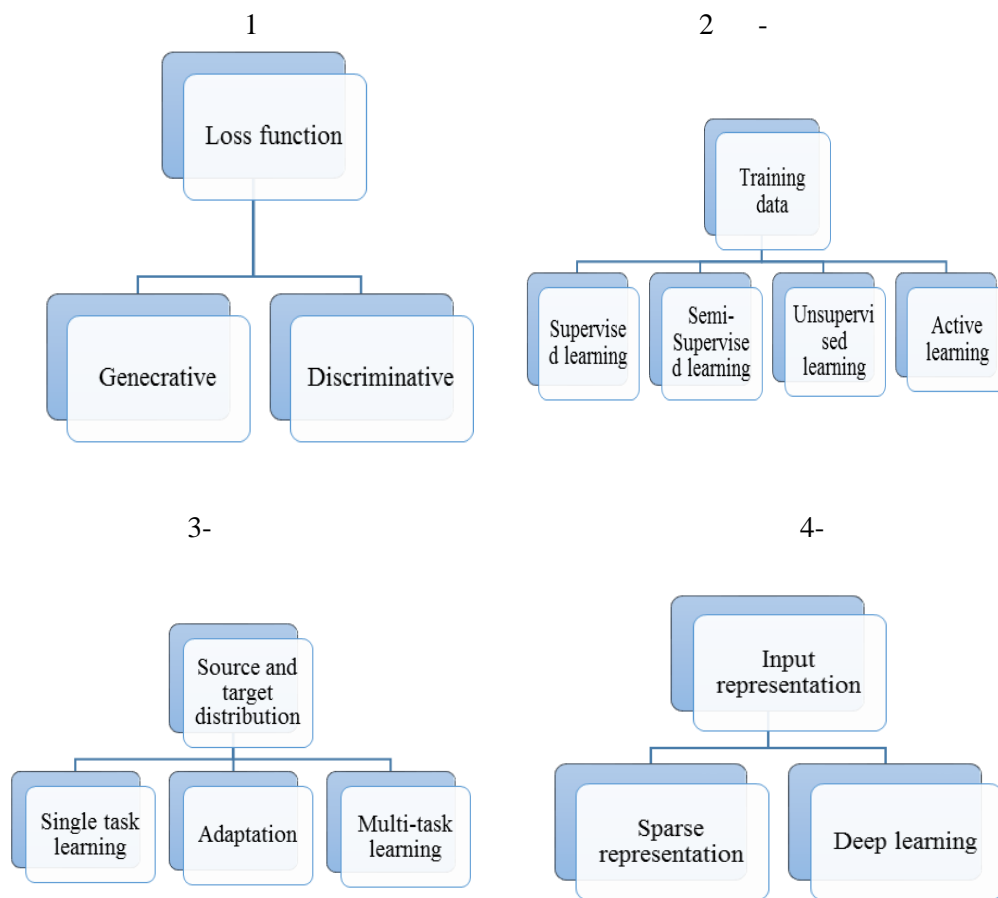 1
Loss function
Genecrative
Discriminative
2 -
Training
data
Supervise
d learning
Semi-
Supervise
d learning
Unsupervi
sed
learning
Active
learning
3-
Source and
target
distribution
Single task
learning
Adaptation
Multi-task
learning
4-
Input
representation
Sparse
representation
Deep learning